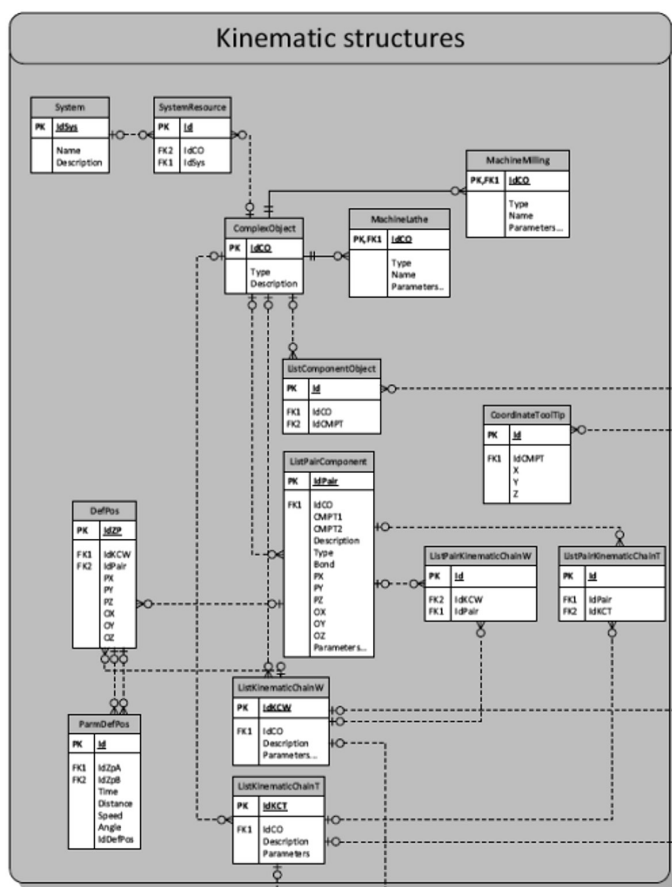 Kinematic structures
System
PK IdSys
Name
Description
SystemResource
PK Id
FK2 IdCO
FK1 IdSys
MachineMilling
PK,FK1 IdCO
Type
Name
Parameters...
ComplexObject
PK IdCO
Type
Description
MachineLathe
PK,FK1 IdCO
Type
Name
Parameters..
ListComponentObject
PK Id
FK1 IdCO
FK2 IdCMPT
CoordinateToolTip
PK Id
FK1 IdCMPT
X
Y
Z
ListPairComponent
PK IdPair
FK1 IdCO
CMPT1
CMPT2
Description
Type
Bond
PX
PY
PZ
OX
OY
OZ
Parameters...
DefPos
PK IdZP
FK1 IdKCW
FK2 IdPair
PX
PY
PZ
OX
OY
OZ
ListPairKinematicChainW
PK Id
FK2 IdKCW
FK1 IdPair
ListPairKinematicChainT
PK Id
FK1 IdPair
FK2 IdKCT
ListKinematicChainW
PK IdKCW
FK1 IdCO
Description
Parameters...
ParmDefPos
PK Id
FK1 IdZpA
FK2 IdZpB
Time
Distance
Speed
Angle
IdDefPos
ListKinematicChainT
PK IdKCT
FK1 IdCO
Description
Parameters